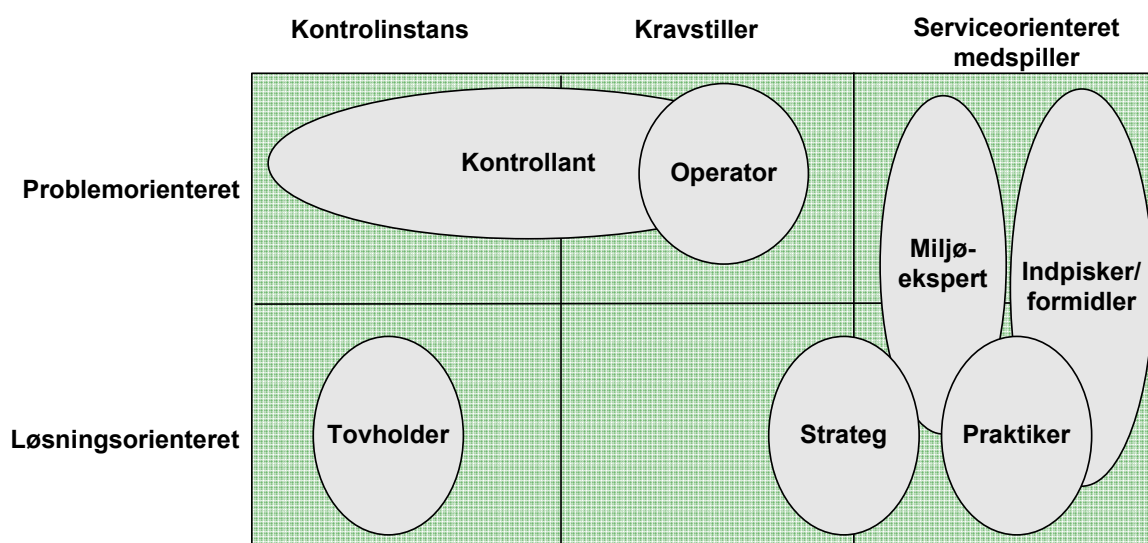 Kontrolinstans
Kravstiller
Serviceorienteret
medspiller
Problemorienteret
Kontrollant
Operator
Miljø-
ekspert
Indpisker/
formidler
Løsningsorienteret
Tovholder
Strateg
Praktiker